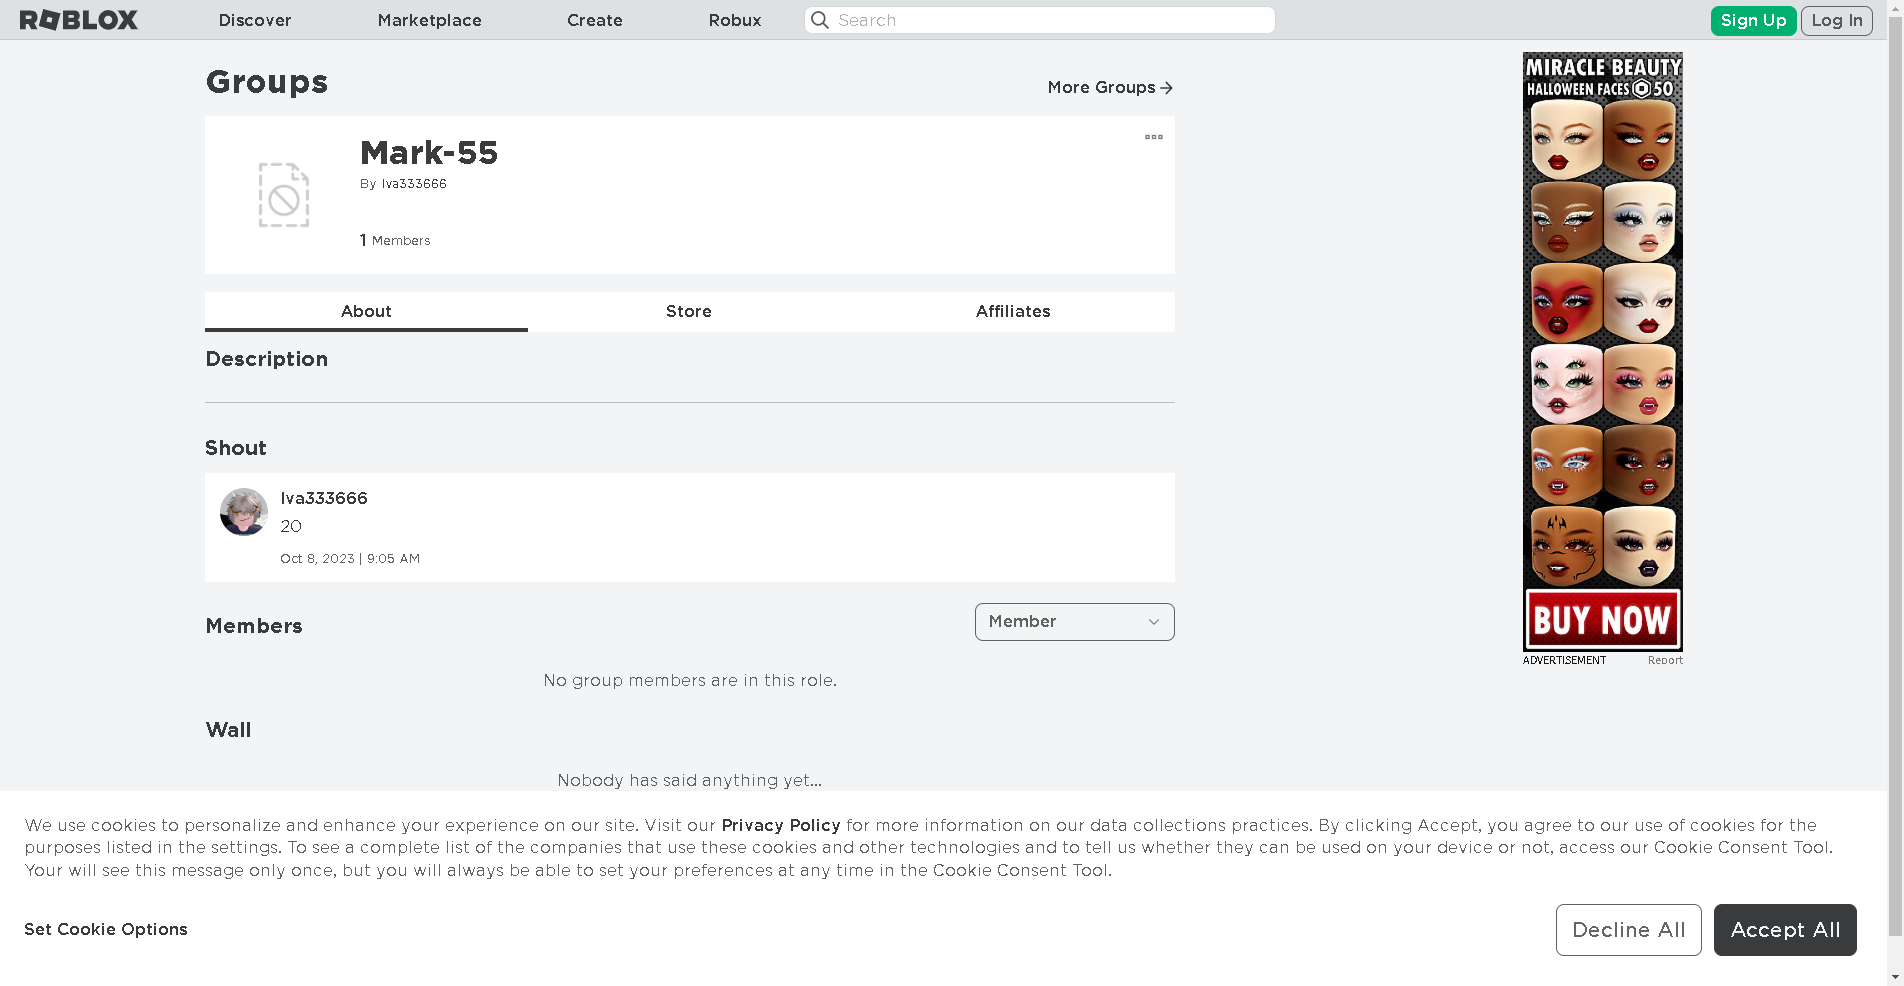 ROBLOX
Discover
Marketplace
Create
Robux
Search
Sign Up
Log In
Groups
More Groups
Mark-55
By Iva333666
1 Members
About
Store
Affiliates
Description
Shout
Iva333666
20
Oct 8, 2023 | 9:05 AM
Members
Member
No group members are in this role.
Wall
Nobody has said anything yet...
MIRACLE BEAUTY
HALLOWEEN FACES 50
BUY NOW
ADVERTISEMENT
Report
We use cookies to personalize and enhance your experience on our site. Visit our Privacy Policy for more information on our data collections practices. By clicking Accept, you agree to our use of cookies for the
purposes listed in the settings. To see a complete list of the companies that use these cookies and other technologies and to tell us whether they can be used on your device or not, access our Cookie Consent Tool.
Your will see this message only once, but you will always be able to set your preferences at any time in the Cookie Consent Tool.
Set Cookie Options
Decline All
Accept All